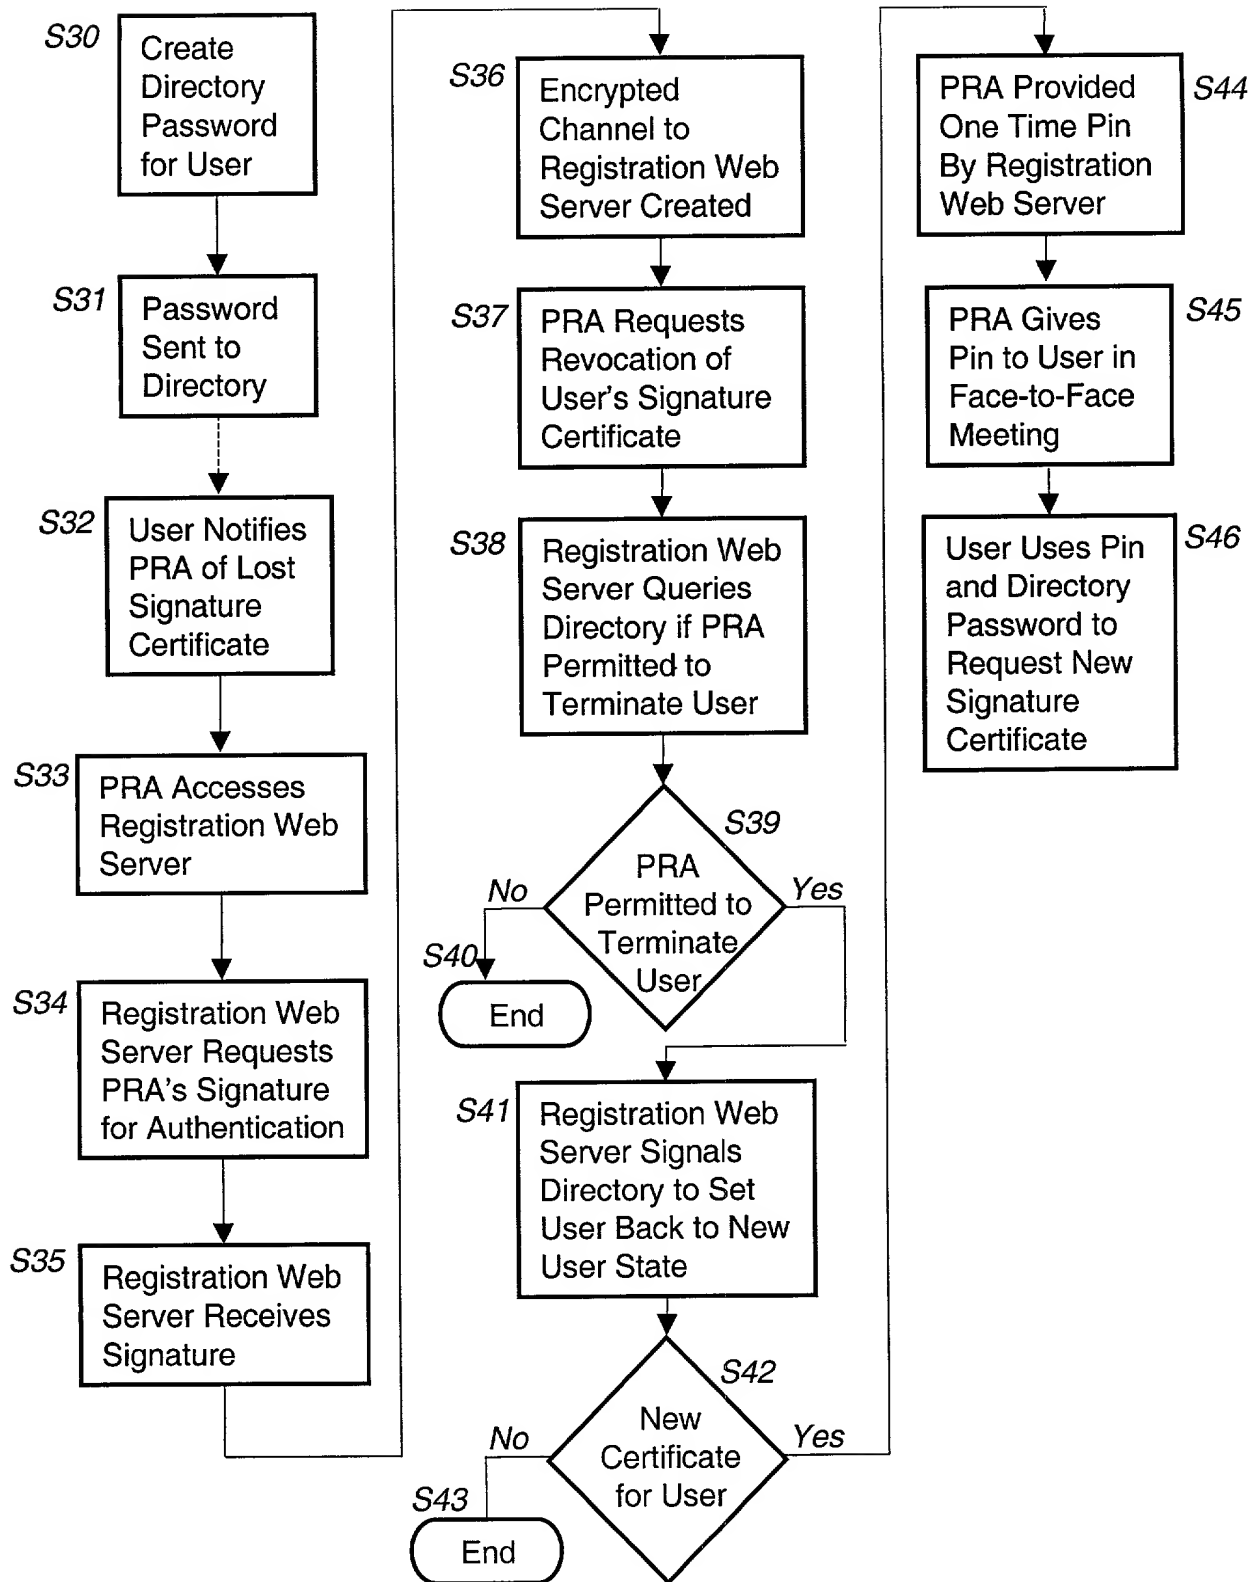 S30
Create
Directory
Password
for User
S31
Password
Sent to
Directory
S32
User Notifies
PRA of Lost
Signature
Certificate
S33
PRA Accesses
Registration Web
Server
S34
Registration Web
Server Requests
PRA's Signature
for Authentication
S35
Registration Web
Server Receives
Signature
S36
Encrypted
Channel to
Registration Web
Server Created
S37
PRA Requests
Revocation of
User's Signature
Certificate
S38
Registration Web
Server Queries
Directory if PRA
Permitted to
Terminate User
S39
PRA
Permitted to
Terminate
User
No
Yes
S40
End
S41
Registration Web
Server Signals
Directory to Set
User Back to New
User State
S42
New
Certificate
for User
No
Yes
S43
End
S44
PRA Provided
One Time Pin
By Registration
Web Server
S45
PRA Gives
Pin to User in
Face-to-Face
Meeting
S46
User Uses Pin
and Directory
Password to
Request New
Signature
Certificate